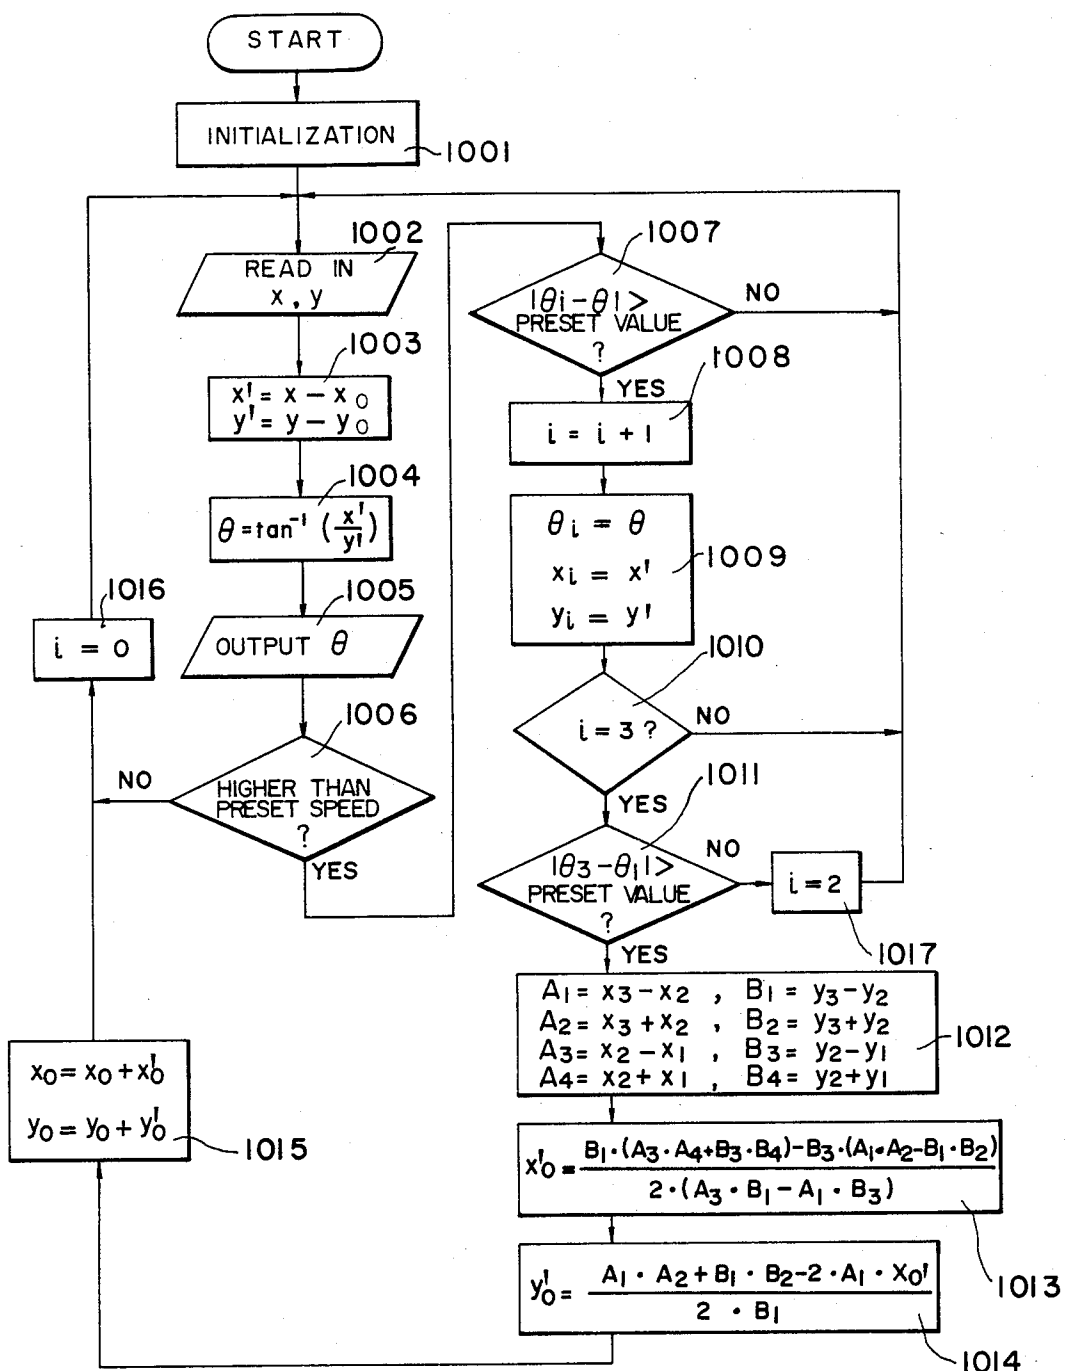 START
INITIALIZATION
1001
1002
READ IN
x , y
1003
x' = x − x₀
y' = y − y₀
1004
θ = tan⁻¹ (x'/y')
1005
OUTPUT θ
1006
HIGHER THAN
PRESET SPEED
?
NO
YES
1016
i = 0
1007
|θi − θ| >
PRESET VALUE
?
NO
YES
1008
i = i + 1
1009
θi = θ
xi = x'
yi = y'
1010
i = 3 ?
NO
YES
1011
|θ3 − θ1| >
PRESET VALUE
?
NO
YES
i = 2
1017
A1 = x3 − x2 , B1 = y3 − y2
A2 = x3 + x2 , B2 = y3 + y2
A3 = x2 − x1 , B3 = y2 − y1
A4 = x2 + x1 , B4 = y2 + y1
1012
x'₀ = B1·(A3·A4+B3·B4)−B3·(A1·A2−B1·B2) / 2·(A3·B1−A1·B3)
1013
y'₀ = A1·A2+B1·B2−2·A1·X₀' / 2·B1
1014
x₀ = x₀ + x'₀
y₀ = y₀ + y'₀
1015